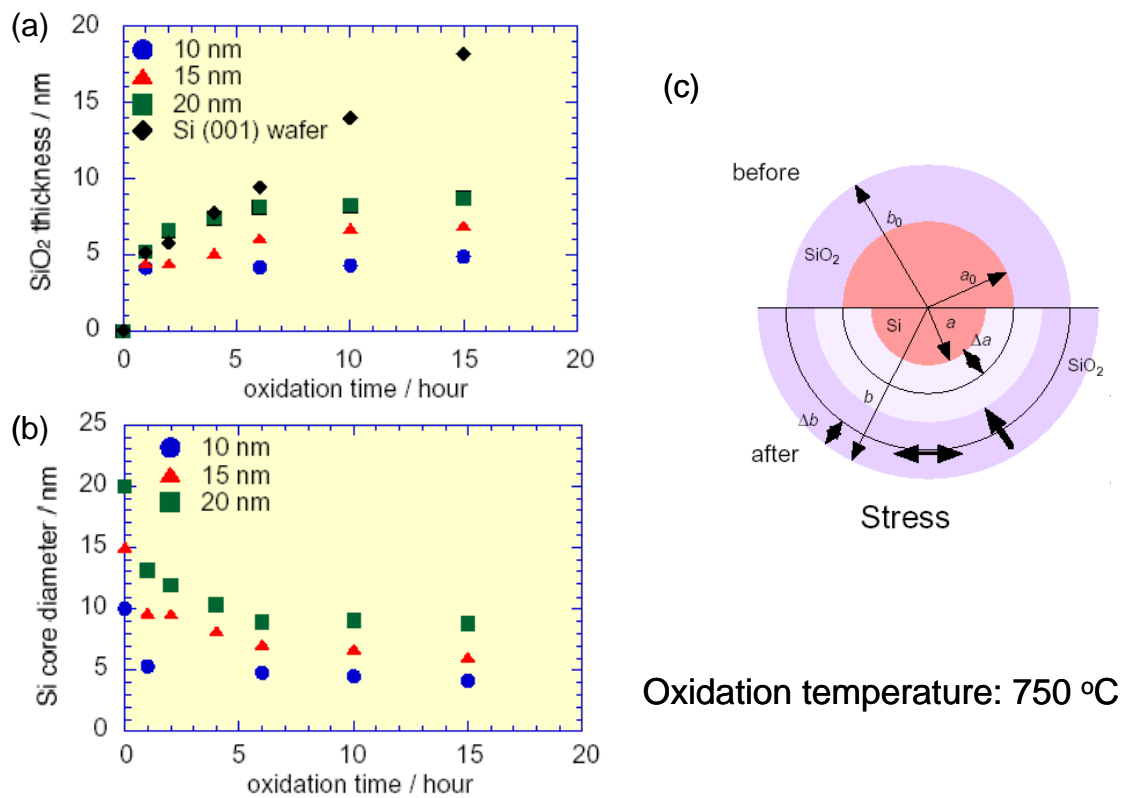 (a)
20
15
10
5
0
SiO₂ thickness / nm
10 nm
15 nm
20 nm
Si (001) wafer
0
5
10
15
20
oxidation time / hour
(b)
25
20
15
10
5
0
Si core diameter / nm
10 nm
15 nm
20 nm
0
5
10
15
20
oxidation time / hour
(c)
before
b₀
SiO₂
a₀
Si
a
Δa
SiO₂
b
Δb
after
Stress
Oxidation temperature: 750 ºC